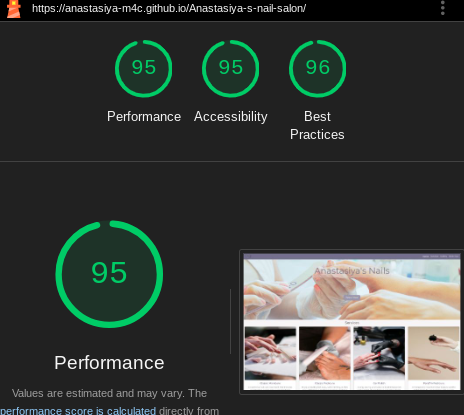 https://anastasiya-m4c.github.io/Anastasiya-s-nail-salon/
95
95
96
Performance
Accessibility
Best
Practices
95
Anastasiya's Nails
Performance
Values are estimated and may vary. The
performance score is calculated directly from